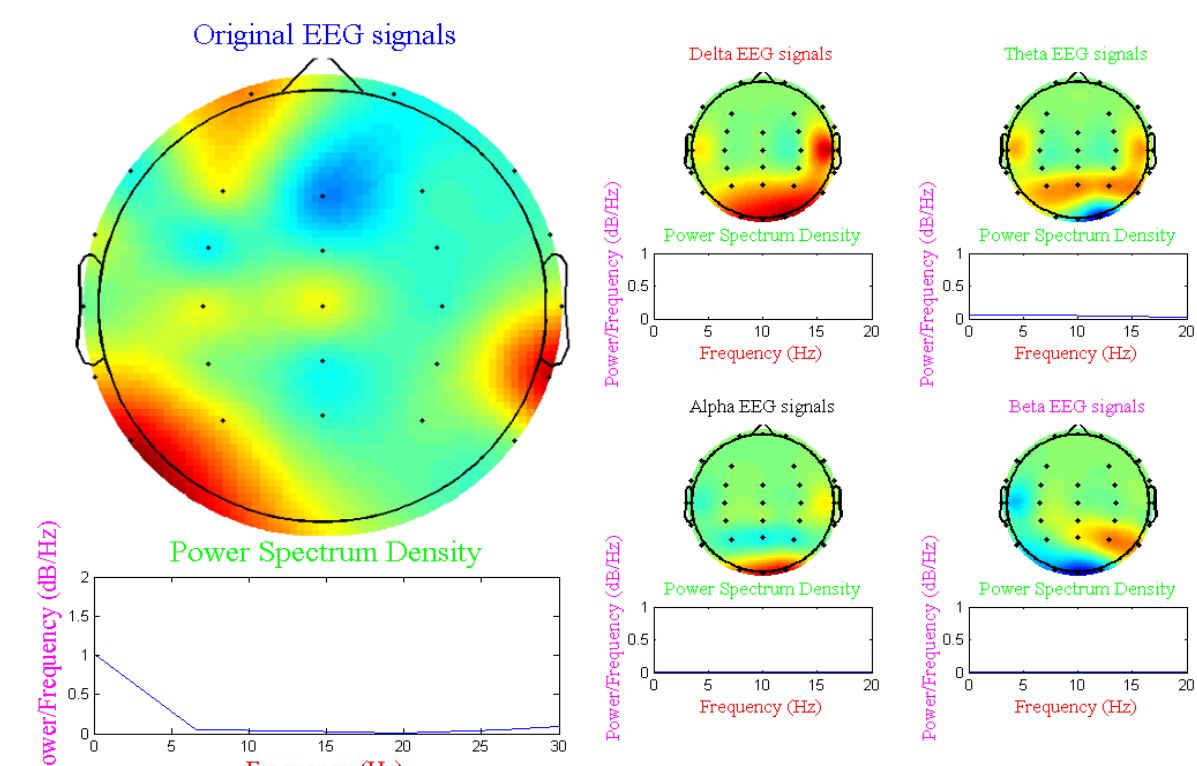 Original EEG signals
Power Spectrum Density
ower/Frequency (dB/Hz)
2
1.5
1
0.5
0
0 5 10 15 20 25 30
Delta EEG signals
Power Spectrum Density
Power/Frequency (dB/Hz)
1
0.5
0
0 5 10 15 20
Frequency (Hz)
Theta EEG signals
Power Spectrum Density
Power/Frequency (dB/Hz)
1
0.5
0
0 5 10 15 20
Frequency (Hz)
Alpha EEG signals
Power Spectrum Density
Power/Frequency (dB/Hz)
1
0.5
0
0 5 10 15 20
Frequency (Hz)
Beta EEG signals
Power Spectrum Density
Power/Frequency (dB/Hz)
1
0.5
0
0 5 10 15 20
Frequency (Hz)